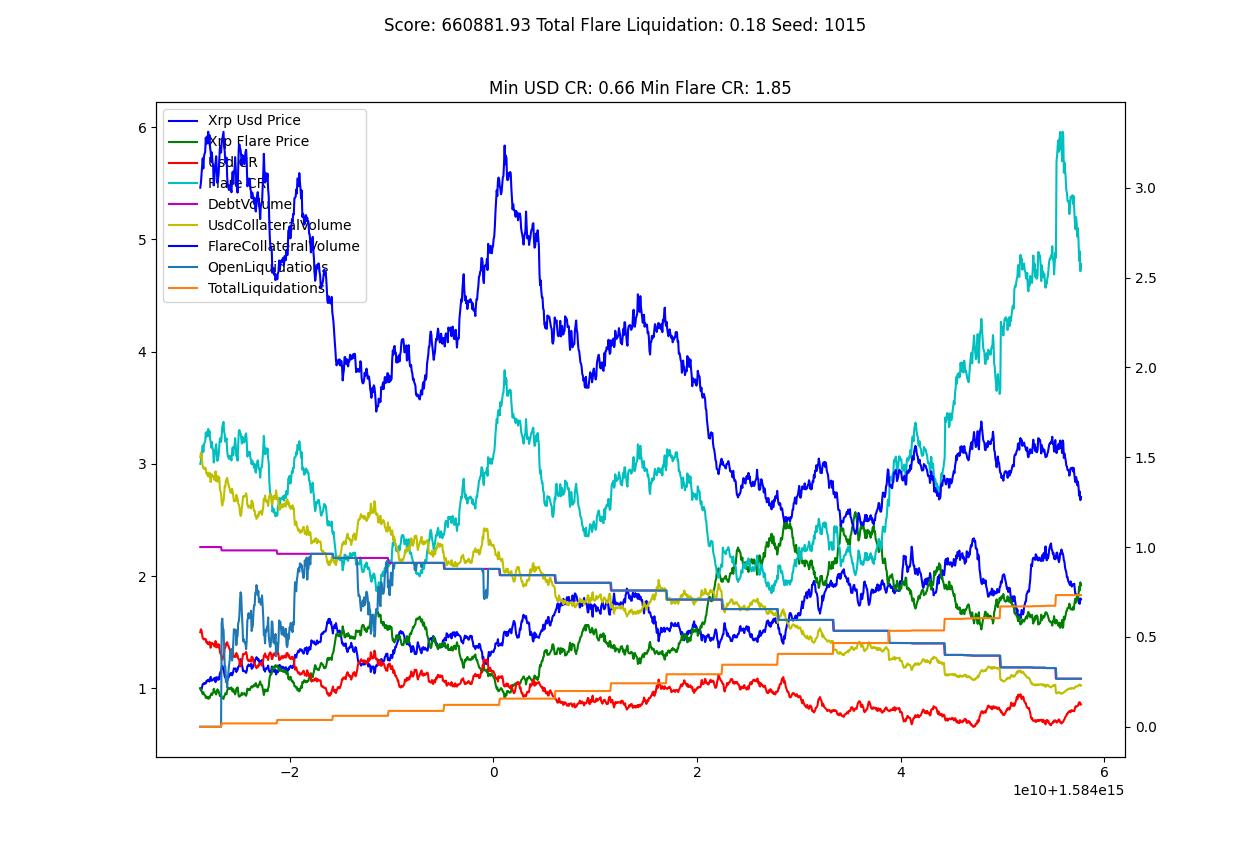 Score: 660881.93 Total Flare Liquidation: 0.18 Seed: 1015
Min USD CR: 0.66 Min Flare CR: 1.85
Xrp Usd Price
Xrp Flare Price
Usd CR
Flare CR
DebtVolume
UsdCollateralVolume
FlareCollateralVolume
OpenLiquidations
TotalLiquidations
6
5
4
3
2
1
3.0
2.5
2.0
1.5
1.0
0.5
0.0
−2
0
2
4
6
1e10+1.584e15